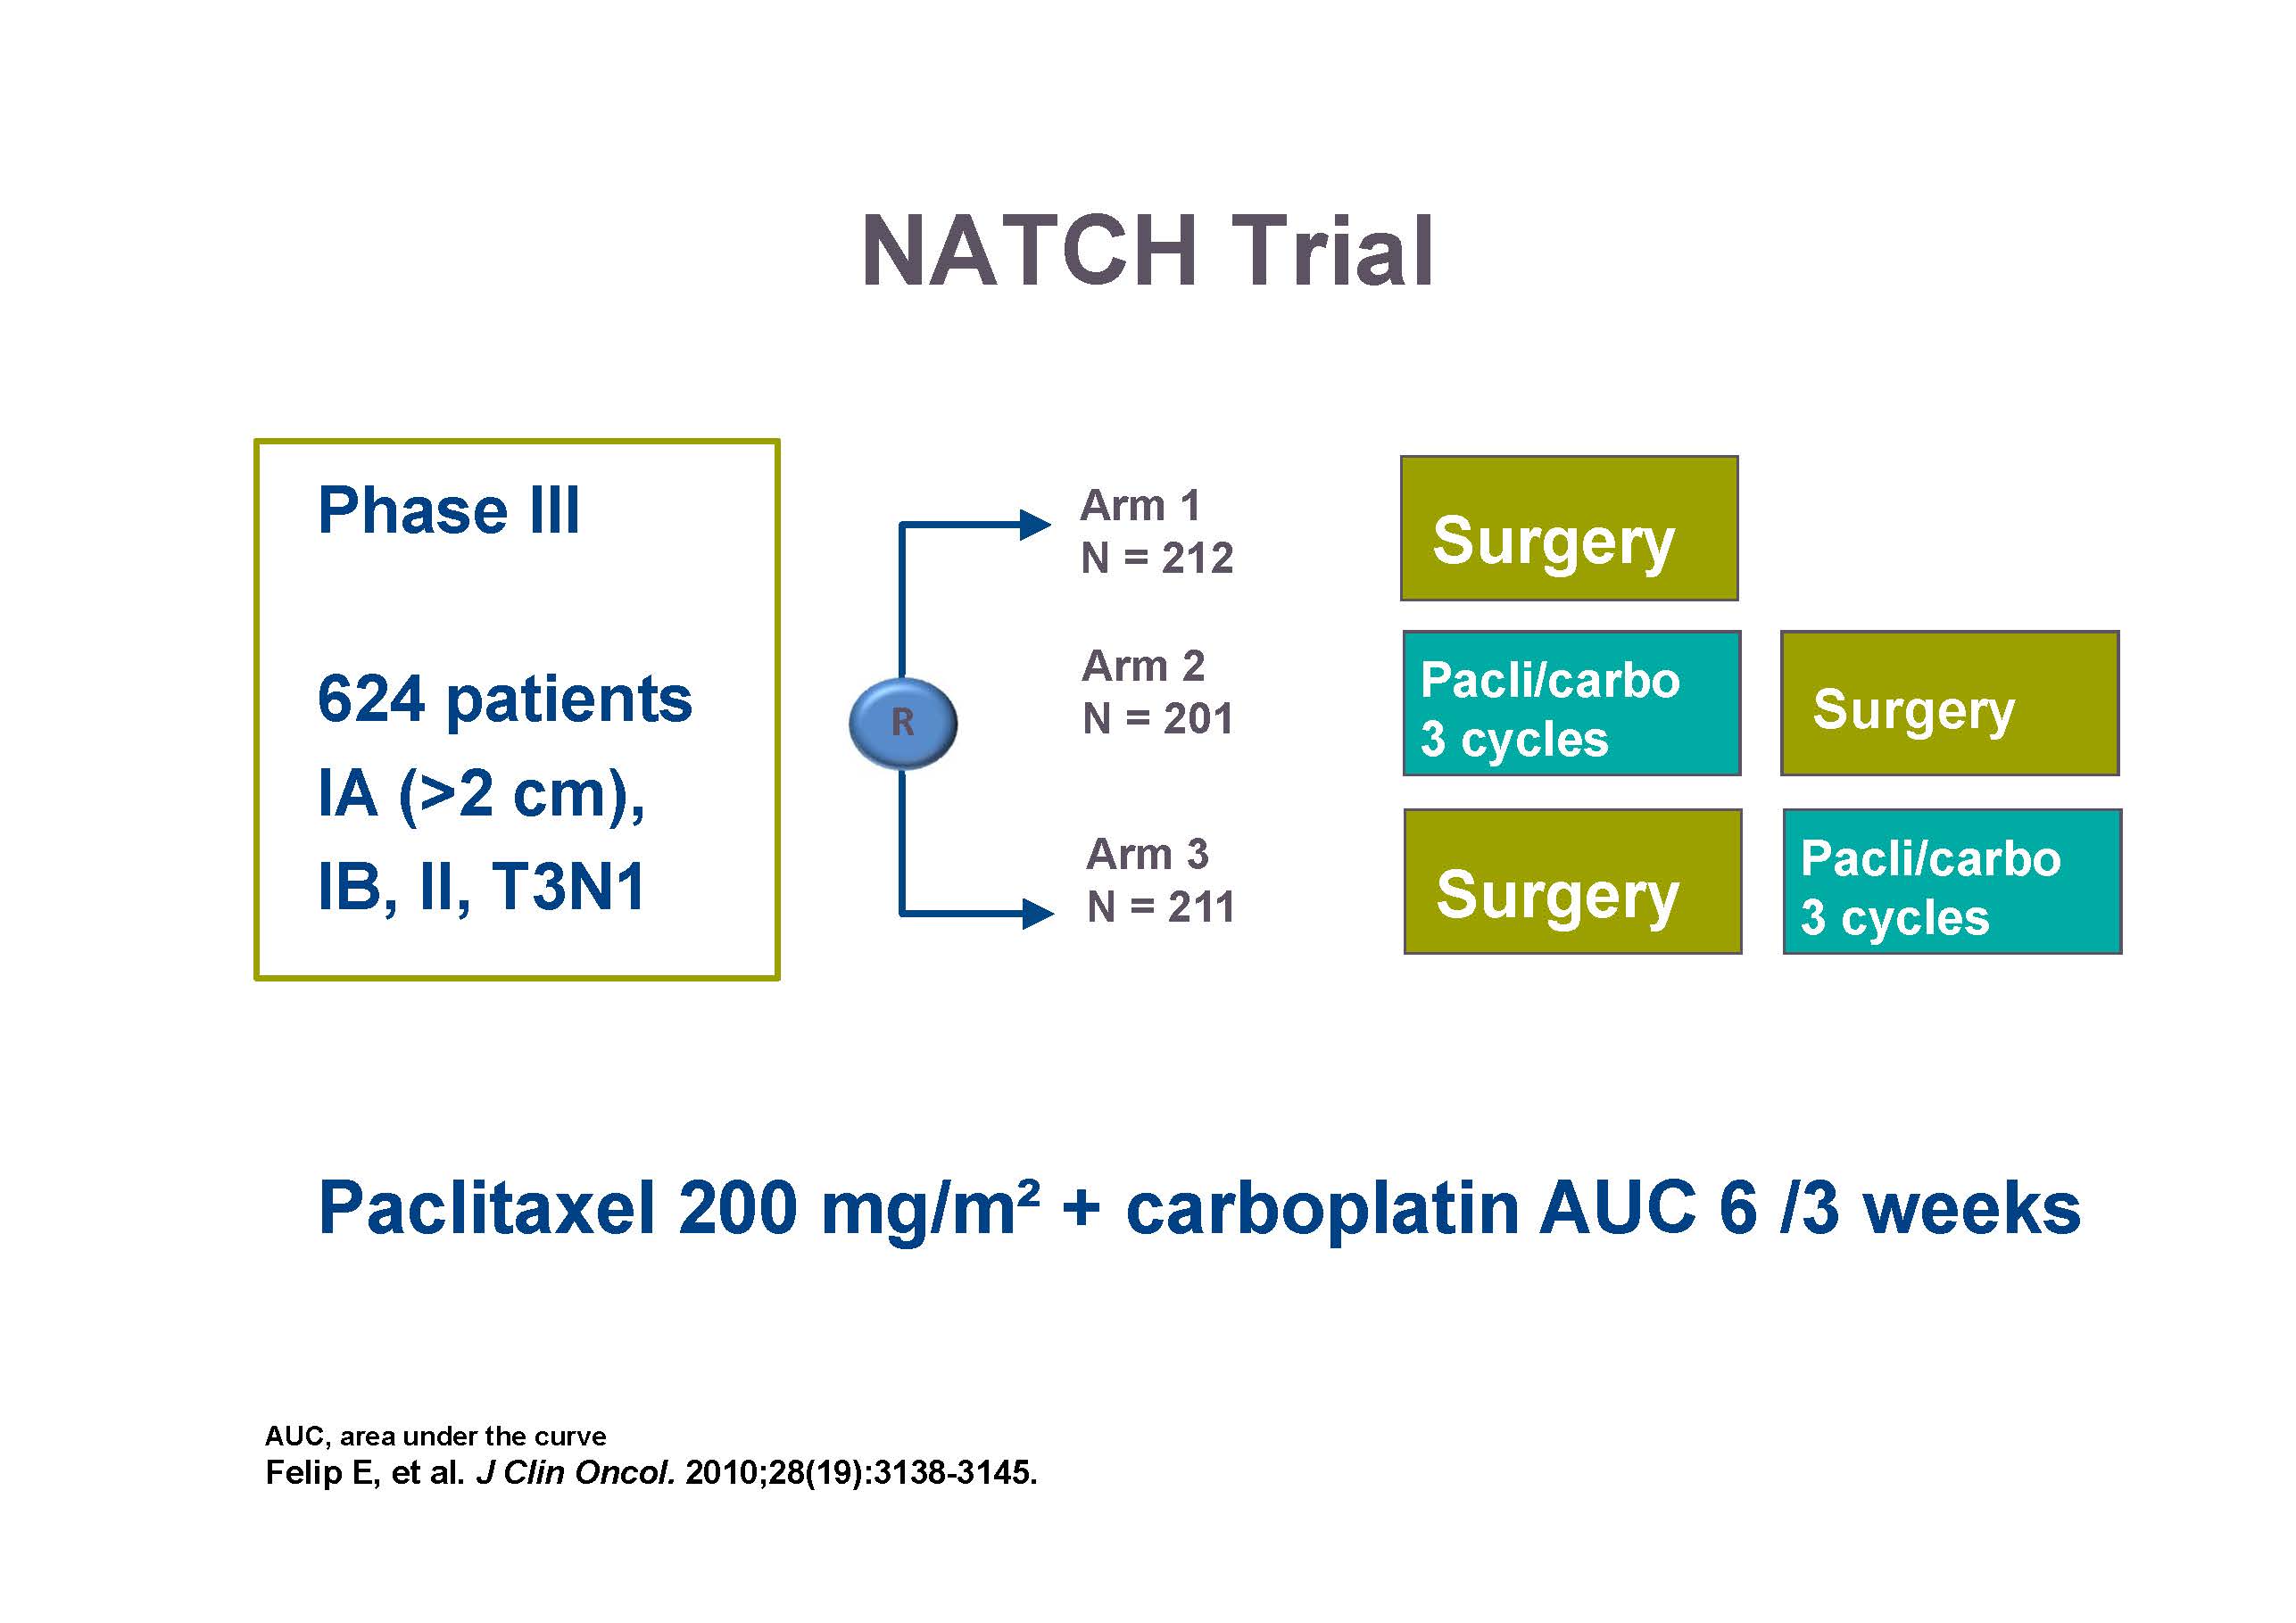 NATCH Trial
Phase III
624 patients
IA (>2 cm),
IB, II, T3N1
R
Arm 1
N = 212
Surgery
Arm 2
N = 201
Pacli/carbo
3 cycles
Surgery
Arm 3
N = 211
Surgery
Pacli/carbo
3 cycles
Paclitaxel 200 mg/m² + carboplatin AUC 6 /3 weeks
AUC, area under the curve
Felip E, et al. J Clin Oncol. 2010;28(19):3138-3145.